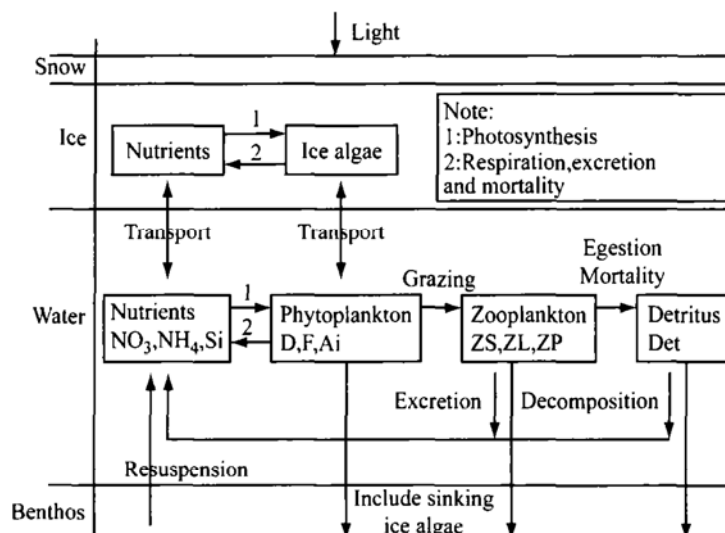 Light
Snow
Ice
1
Nutrients
2
Ice algae
Note:
1:Photosynthesis
2:Respiration,excretion
and mortality
Transport
Transport
Egestion
Grazing
Mortality
Water
Nutrients
NO3,NH4,Si
1
2
Phytoplankton
D,F,Ai
Zooplankton
ZS,ZL,ZP
Detritus
Det
Excretion
Decomposition
Resuspension
Benthos
Include sinking
ice algae